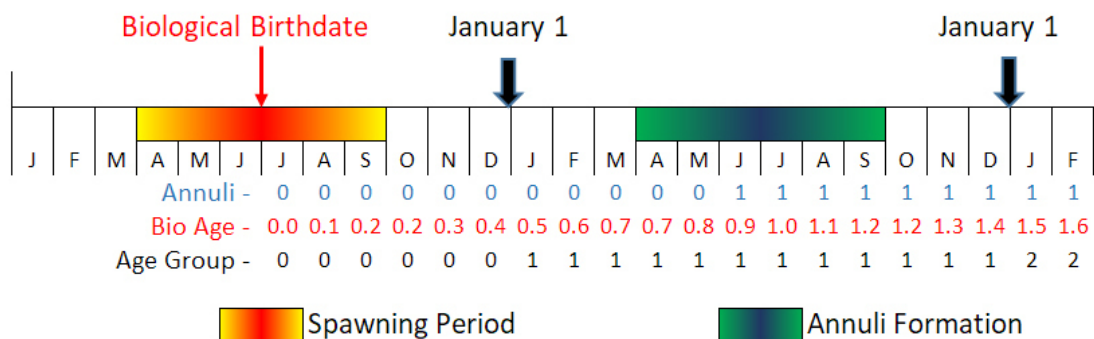 Biological Birthdate January 1 January 1
J F M A M J J A S O N D J F M A M J J A S O N D J F
Annuli - 0 0 0 0 0 0 0 0 0 0 0 1 1 1 1 1 1 1 1 1
Bio Age - 0.0 0.1 0.2 0.2 0.3 0.4 0.5 0.6 0.7 0.7 0.8 0.9 1.0 1.1 1.2 1.2 1.3 1.4 1.5 1.6
Age Group - 0 0 0 0 0 0 1 1 1 1 1 1 1 1 1 1 1 1 2 2
Spawning Period Annuli Formation